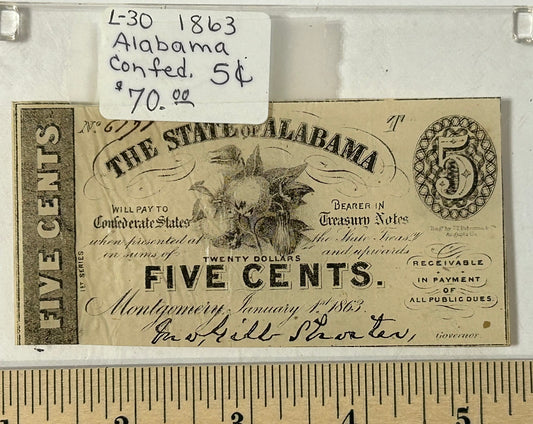 L-30 1863
Alabama
Confed. 5¢
$70.00
No
THE STATE OF ALABAMA
5
FIVE CENTS
WILL PAY TO BEARER IN
Confederate States Treasury Notes
when presented at the State Treasy
in sums of TWENTY DOLLARS and upwards
1ST SERIES
FIVE CENTS.
Montgomery, January 1st 1863.
RECEIVABLE
IN PAYMENT
OF
ALL PUBLIC DUES.
Jno Gill Shorter,
Governor
1 2 3 4 5